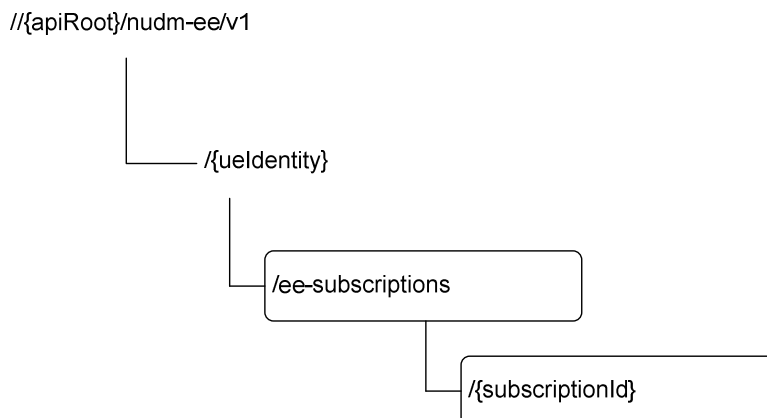 //{apiRoot}/nudm-ee/v1
/{ueIdentity}
/ee-subscriptions
/{subscriptionId}